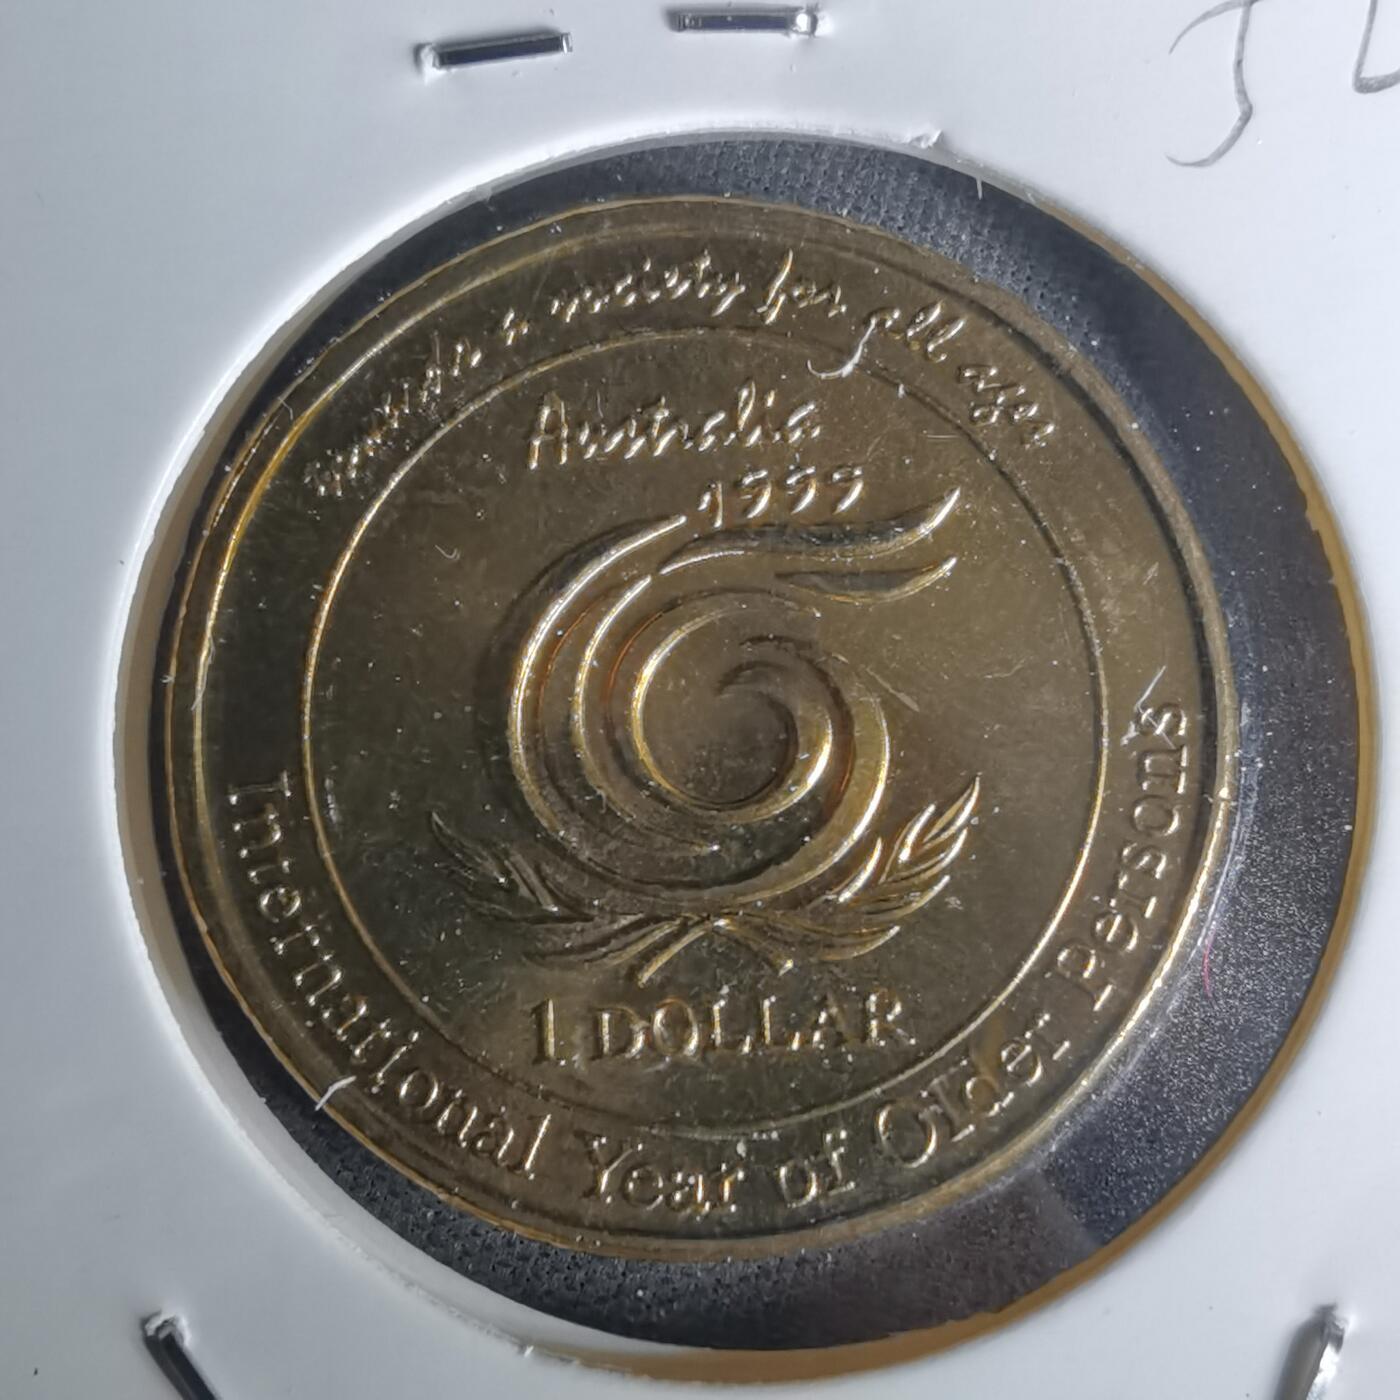 towards a society for all ages
Australia
1999
1 DOLLAR
International Year of Older Persons